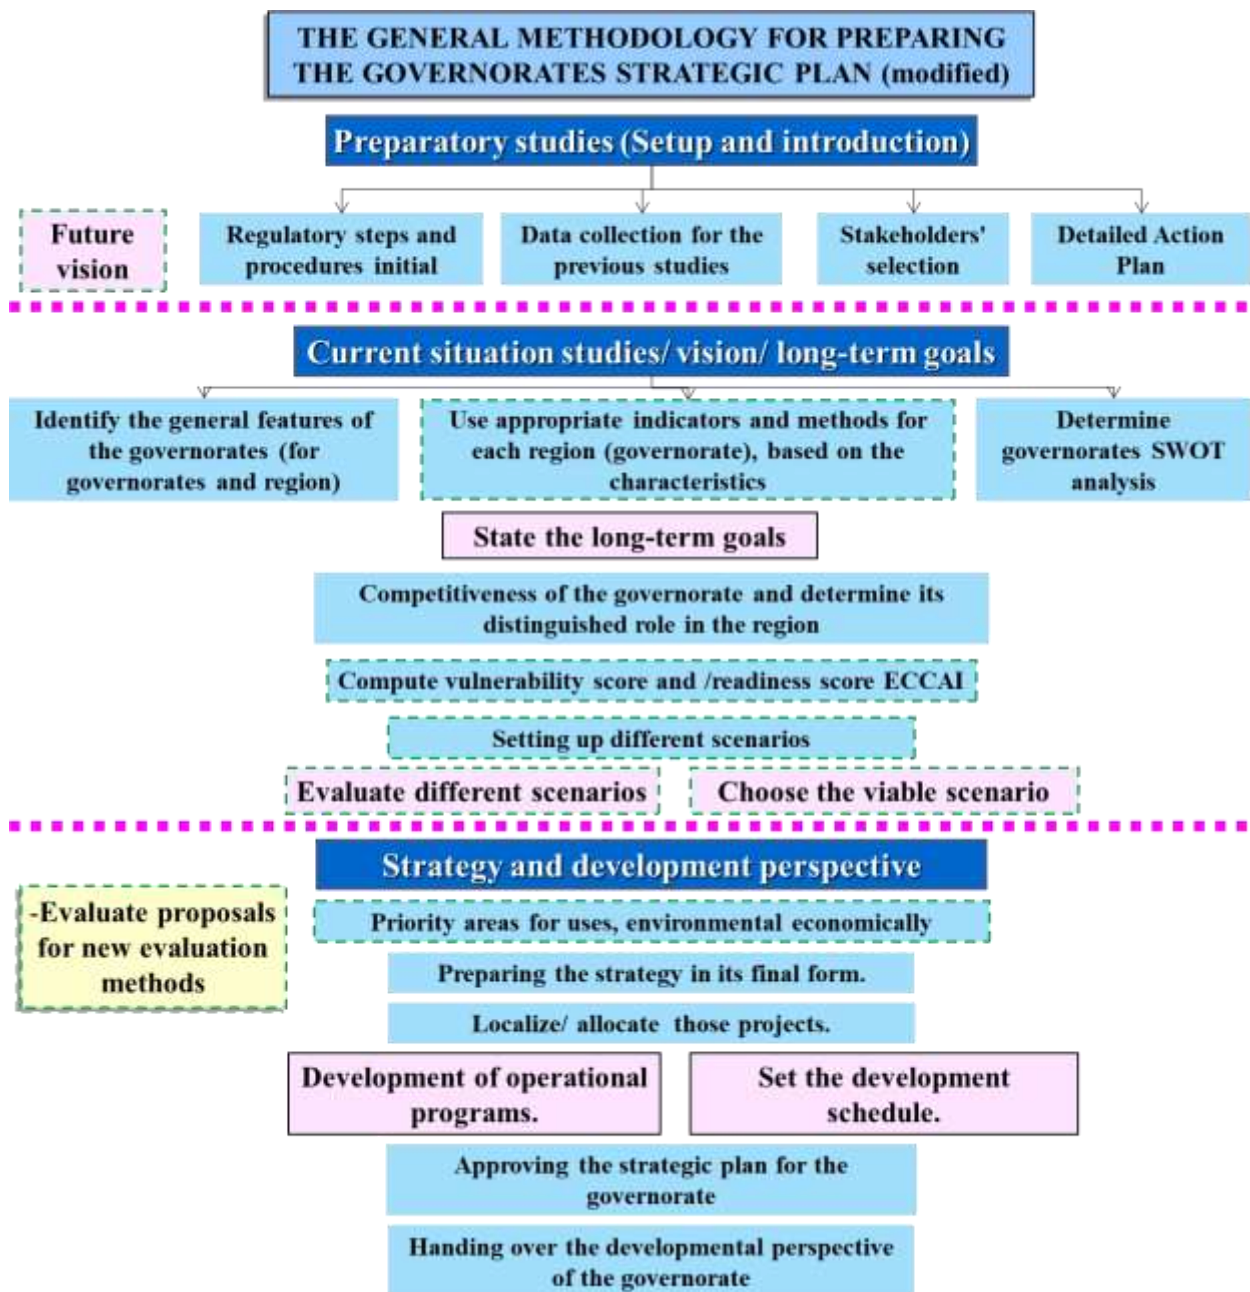 THE GENERAL METHODOLOGY FOR PREPARING
THE GOVERNORATES STRATEGIC PLAN (modified)
Preparatory studies (Setup and introduction)
Future
vision
Regulatory steps and
procedures initial
Data collection for the
previous studies
Stakeholders'
selection
Detailed Action
Plan
Current situation studies/ vision/ long-term goals
Identify the general features of
the governorates (for
governorates and region)
Use appropriate indicators and methods for
each region (governorate), based on the
characteristics
Determine
governorates SWOT
analysis
State the long-term goals
Competitiveness of the governorate and determine its
distinguished role in the region
Compute vulnerability score and /readiness score ECCAI
Setting up different scenarios
Evaluate different scenarios
Choose the viable scenario
Strategy and development perspective
-Evaluate proposals
for new evaluation
methods
Priority areas for uses, environmental economically
Preparing the strategy in its final form.
Localize/ allocate those projects.
Development of operational
programs.
Set the development
schedule.
Approving the strategic plan for the
governorate
Handing over the developmental perspective
of the governorate